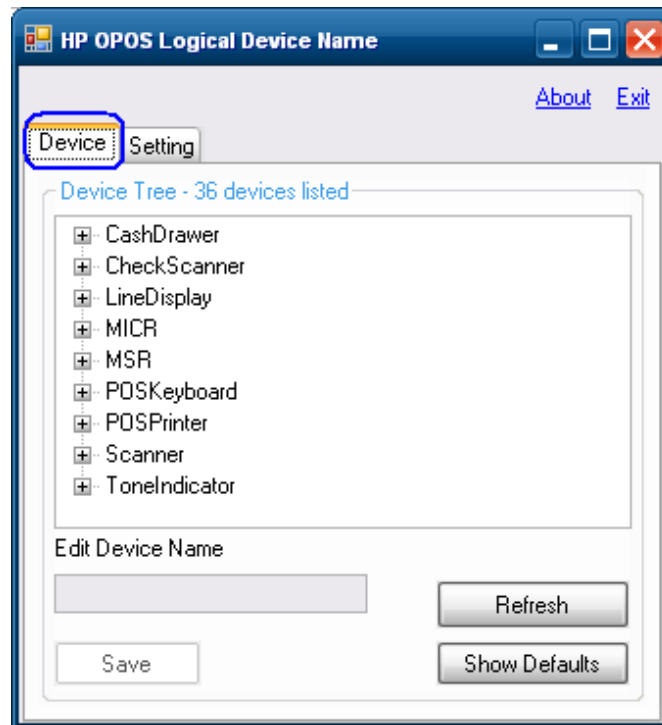 HP OPOS Logical Device Name
About Exit
Device Setting
Device Tree - 36 devices listed
CashDrawer
CheckScanner
LineDisplay
MICR
MSR
POSKeyboard
POSPrinter
Scanner
ToneIndicator
Edit Device Name
Refresh
Save Show Defaults